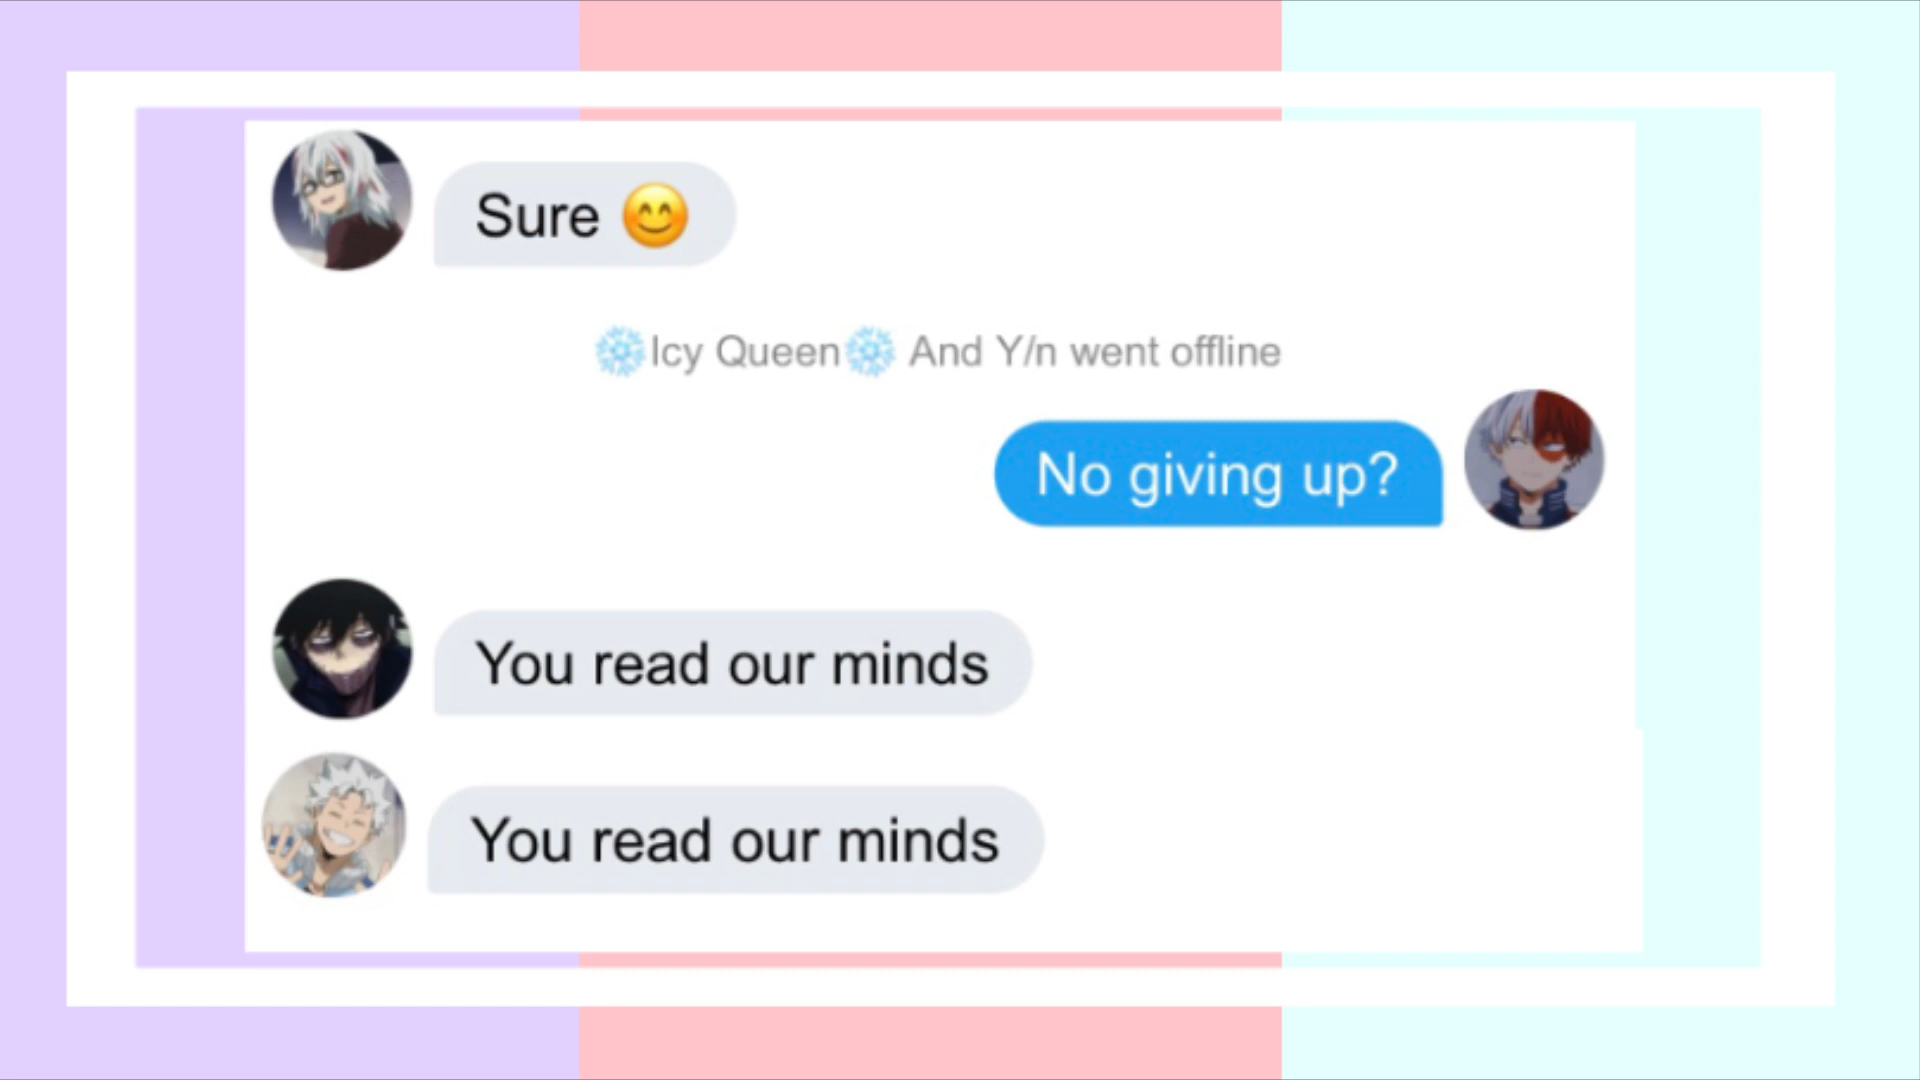 Sure 😊
❄️Icy Queen❄️ And Y/n went offline
No giving up?
You read our minds
You read our minds